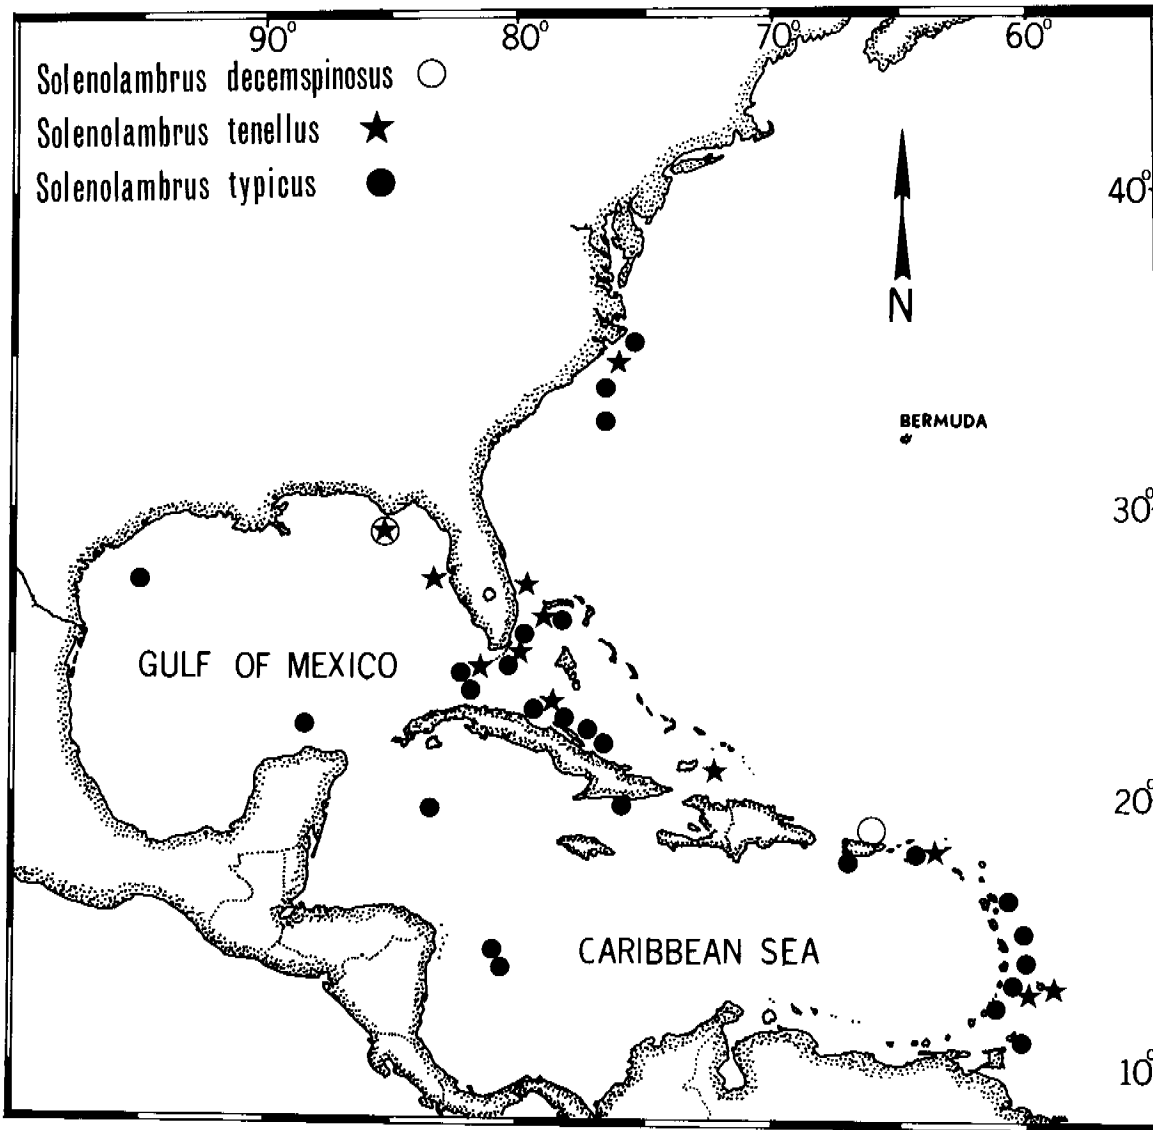 90° 80° 70° 60°
Solenolambrus decemspinosus
Solenolambrus tenellus
Solenolambrus typicus
40°
N
BERMUDA
30°
GULF OF MEXICO
20°
CARIBBEAN SEA
10°